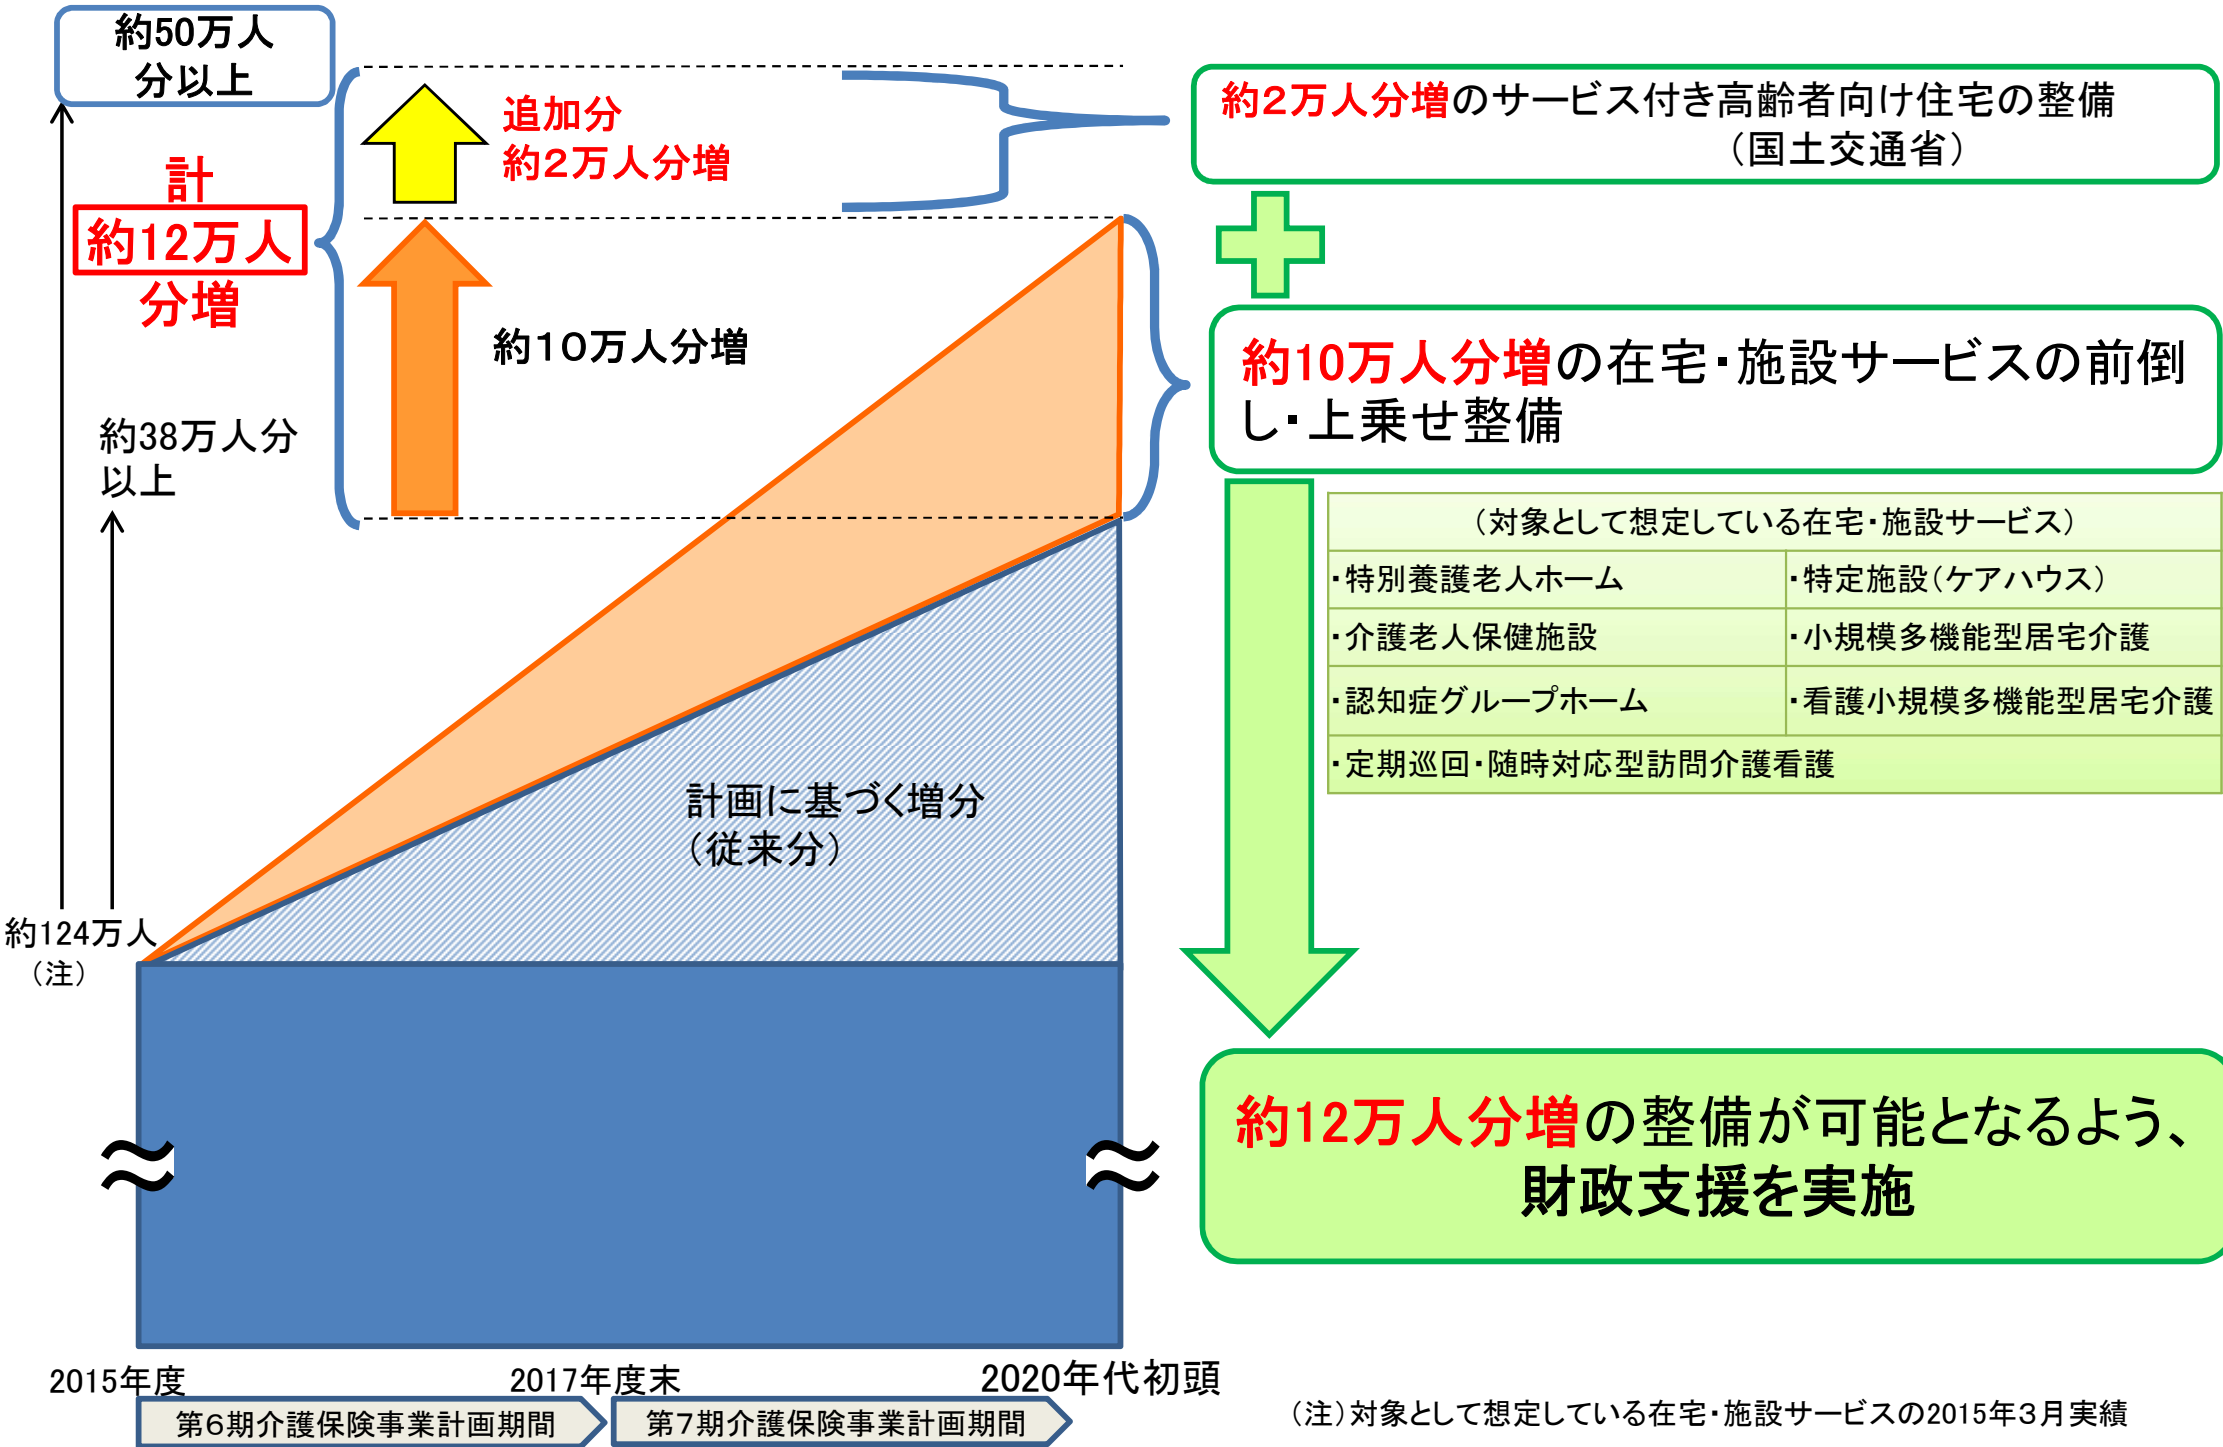 約50万人
分以上
計
約12万人
分増
追加分
約２万人分増
約１０万人分増
約38万人分
以上
約124万人
（注）
計画に基づく増分
（従来分）
2015年度
2017年度末
2020年代初頭
第６期介護保険事業計画期間
第７期介護保険事業計画期間
約２万人分増のサービス付き高齢者向け住宅の整備
（国土交通省）
約10万人分増の在宅・施設サービスの前倒
し・上乗せ整備
（対象として想定している在宅・施設サービス）
・特別養護老人ホーム
・特定施設（ケアハウス）
・介護老人保健施設
・小規模多機能型居宅介護
・認知症グループホーム
・看護小規模多機能型居宅介護
・定期巡回・随時対応型訪問介護看護
約12万人分増の整備が可能となるよう、
財政支援を実施
（注）対象として想定している在宅・施設サービスの2015年３月実績